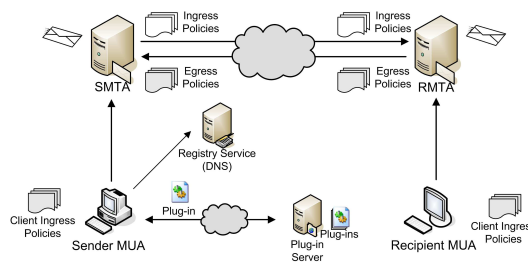 Ingress
Policies
Ingress
Policies
Egress
Policies
Egress
Policies
SMTA
RMTA
Registry Service
(DNS)
Plug-in
Client Ingress
Policies
Sender MUA
Plug-ins
Plug-in
Server
Recipient MUA
Client Ingress
Policies